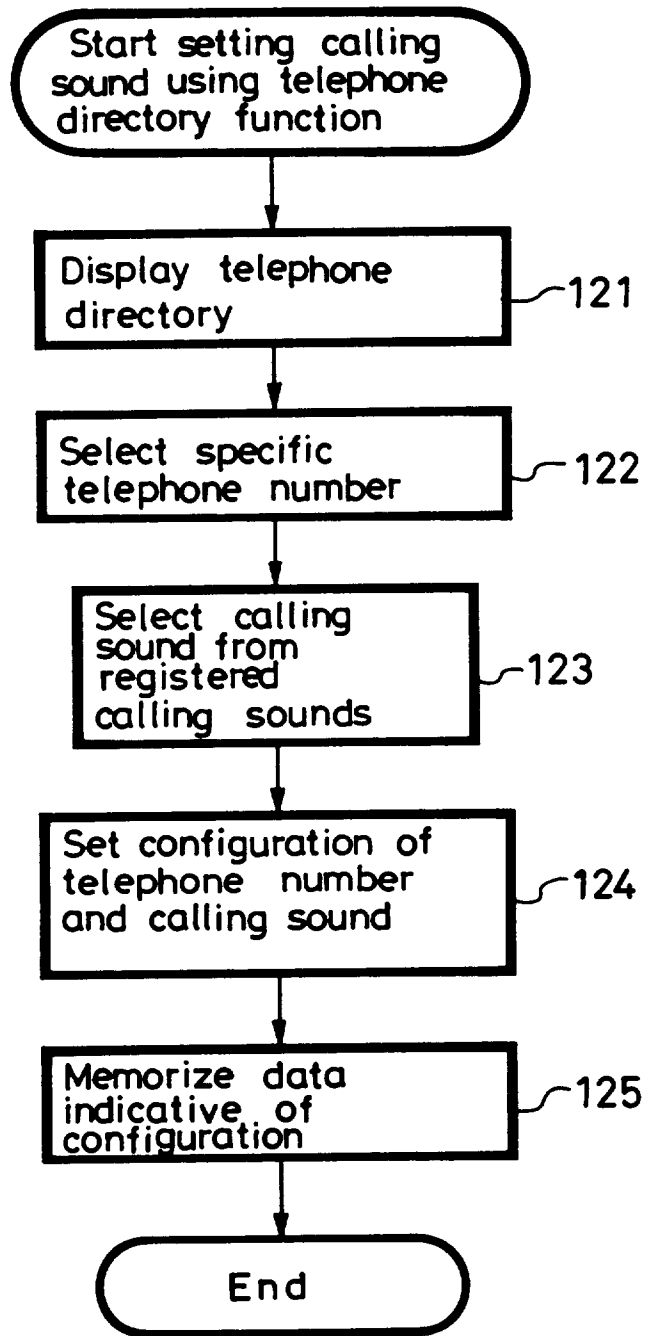 Start setting calling
sound using telephone
directory function
Display telephone
directory
121
Select specific
telephone number
122
Select calling
sound from
registered
calling sounds
123
Set configuration of
telephone number
and calling sound
124
Memorize data
indicative of
configuration
125
End